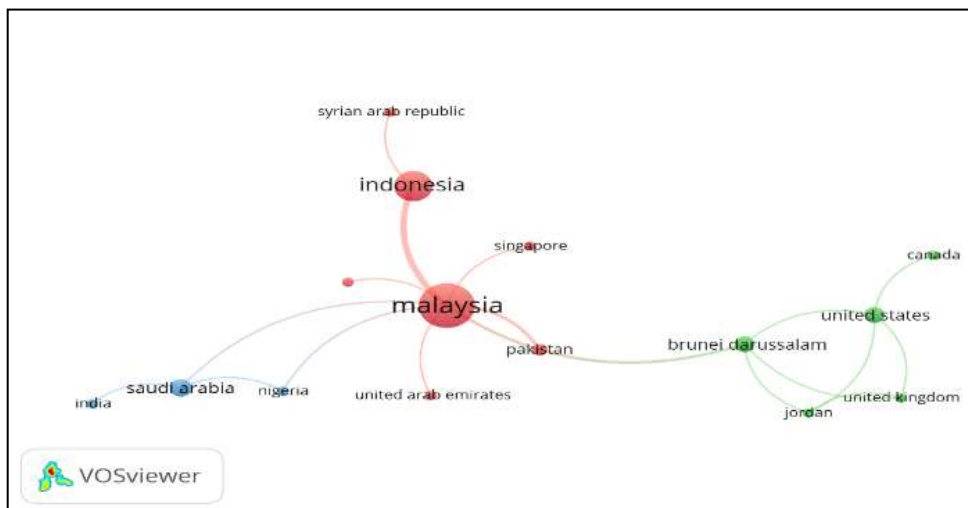 syrian arab republic
indonesia
singapore
canada
malaysia
united states
brunei darussalam
pakistan
saudi arabia
nigeria
united arab emirates
united kingdom
india
jordan
VOSviewer